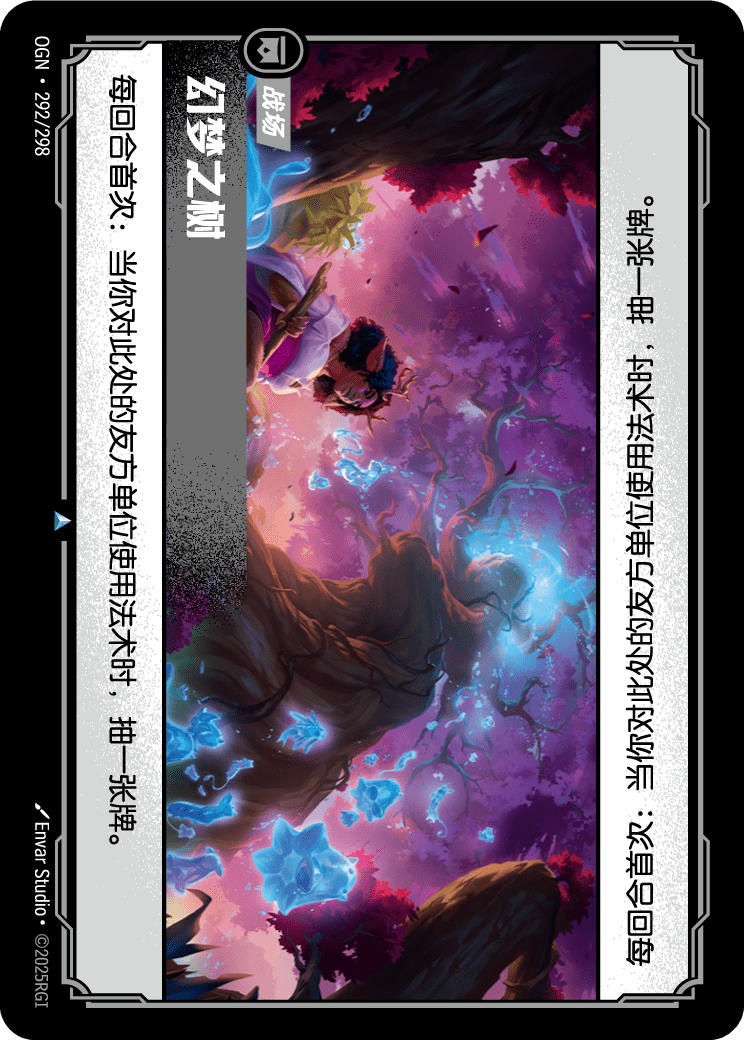 每回合首次：当你对此处的友方单位使用法术时，抽一张牌。
战场
幻梦之树
每回合首次：当你对此处的友方单位使用法术时，抽一张牌。
OGN • 292/298
Envar Studio • ©2025RGI